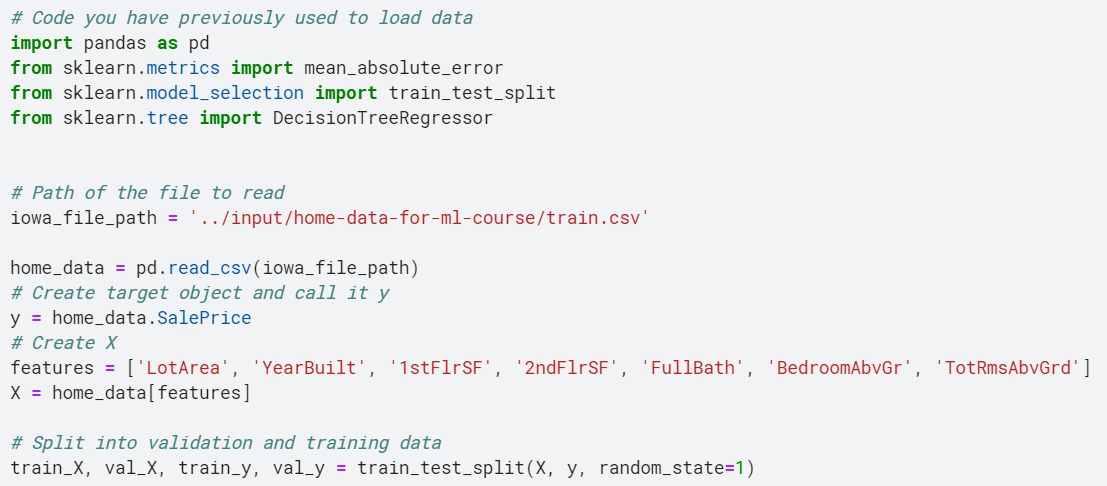 # Code you have previously used to load data
import pandas as pd
from sklearn.metrics import mean_absolute_error
from sklearn.model_selection import train_test_split
from sklearn.tree import DecisionTreeRegressor
# Path of the file to read
iowa_file_path = '../input/home-data-for-ml-course/train.csv'
home_data = pd.read_csv(iowa_file_path)
# Create target object and call it y
y = home_data.SalePrice
# Create X
features = ['LotArea', 'YearBuilt', '1stFlrSF', '2ndFlrSF', 'FullBath', 'BedroomAbvGr', 'TotRmsAbvGrd']
X = home_data[features]
# Split into validation and training data
train_X, val_X, train_y, val_y = train_test_split(X, y, random_state=1)